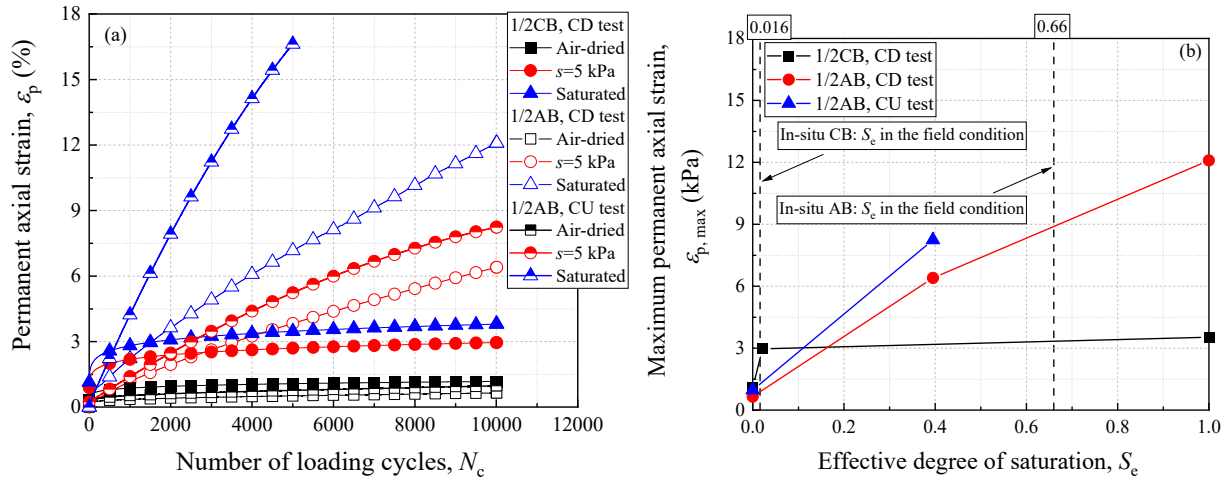 (a)
1/2CB, CD test
Air-dried
s=5 kPa
Saturated
1/2AB, CD test
Air-dried
s=5 kPa
Saturated
1/2AB, CU test
Air-dried
s=5 kPa
Saturated
18
15
12
9
6
3
0
Permanent axial strain, εp (%)
0
2000
4000
6000
8000
10000
12000
Number of loading cycles, Nc
0.016
0.66
(b)
1/2CB, CD test
1/2AB, CD test
1/2AB, CU test
In-situ CB: Se in the field condition
In-situ AB: Se in the field condition
18
15
12
9
6
3
0
Maximum permanent axial strain,
εp, max (kPa)
0.0
0.2
0.4
0.6
0.8
1.0
Effective degree of saturation, Se